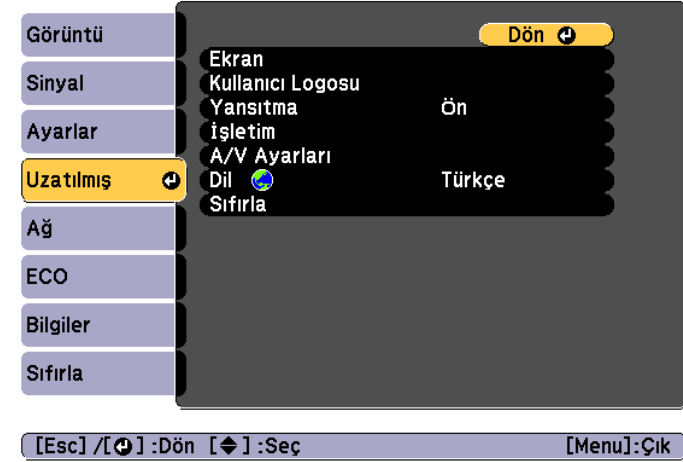 Görüntü
Sinyal
Ayarlar
Uzatılmış
Ağ
ECO
Bilgiler
Sıfırla
Dön
Ekran
Kullanıcı Logosu
Yansıtma Ön
İşletim
A/V Ayarları
Dil Türkçe
Sıfırla
[Esc] /[ ] :Dön [ ] :Seç [Menu]:Çık